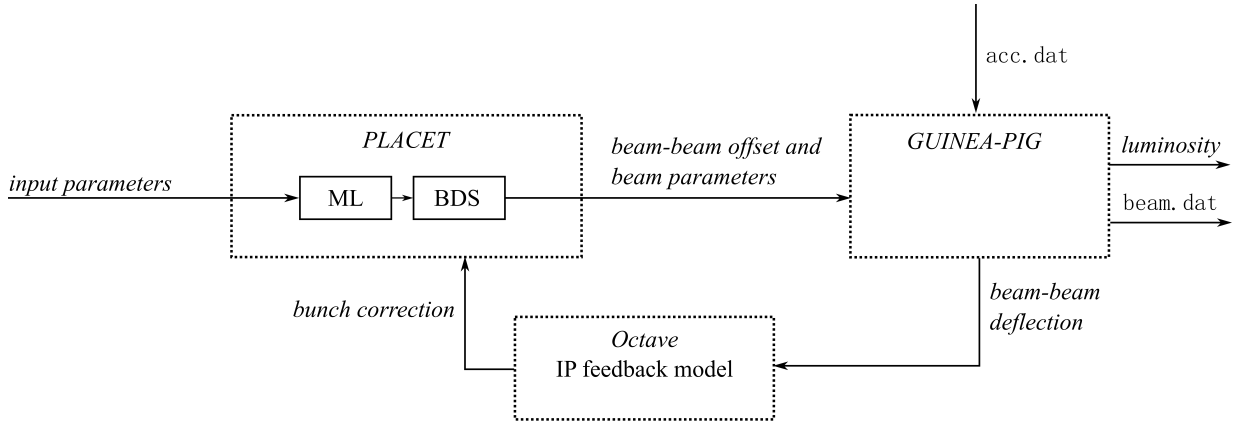 acc.dat
PLACET
beam-beam offset and
beam parameters
GUINEA-PIG
luminosity
input parameters
ML
BDS
beam.dat
bunch correction
beam-beam
deflection
Octave
IP feedback model